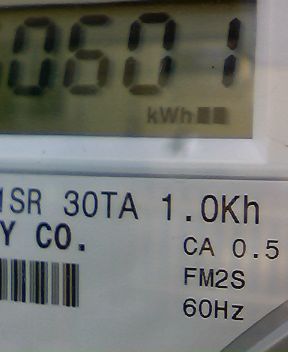 0601
kWh
1SR 30TA 1.0Kh
Y CO.
CA 0.5
FM2S
60Hz